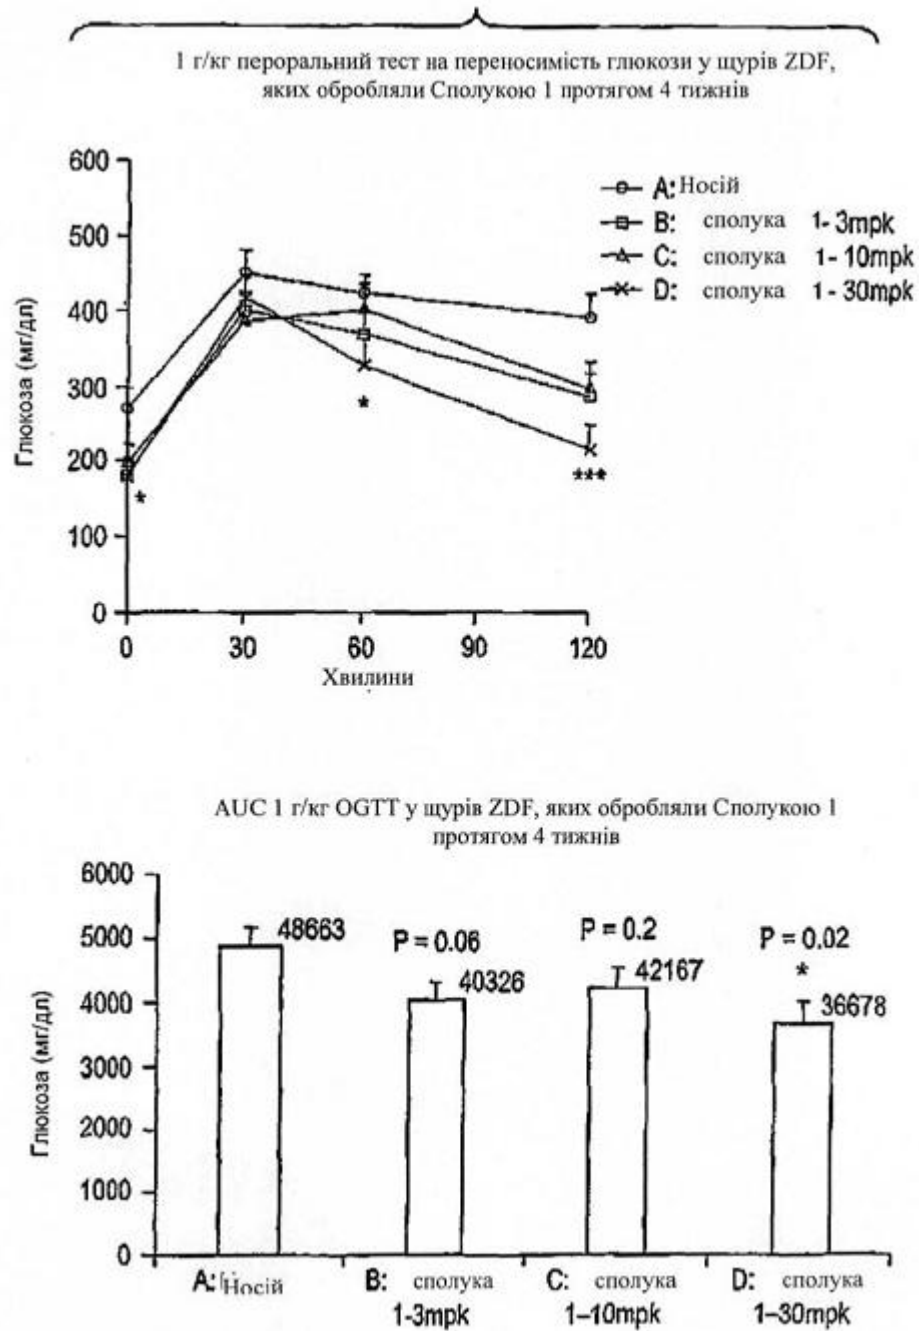 1 г/кг пероральний тест на переносимість глюкози у щурів ZDF,
яких обробляли Сполукою 1 протягом 4 тижнів
600
500
400
300
200
100
0
Глюкоза (мг/дл)
0 30 60 90 120
Хвилини
A: Носій
B: сполука 1-3mpk
C: сполука 1-10mpk
D: сполука 1-30mpk
*
*
***
AUC 1 г/кг OGTT у щурів ZDF, яких обробляли Сполукою 1
протягом 4 тижнів
6000
5000
4000
3000
2000
1000
0
Глюкоза (мг/дл)
48663
P = 0.06
40326
P = 0.2
42167
P = 0.02
*
36678
A: Носій B: сполука C: сполука D: сполука
1-3mpk 1–10mpk 1–30mpk